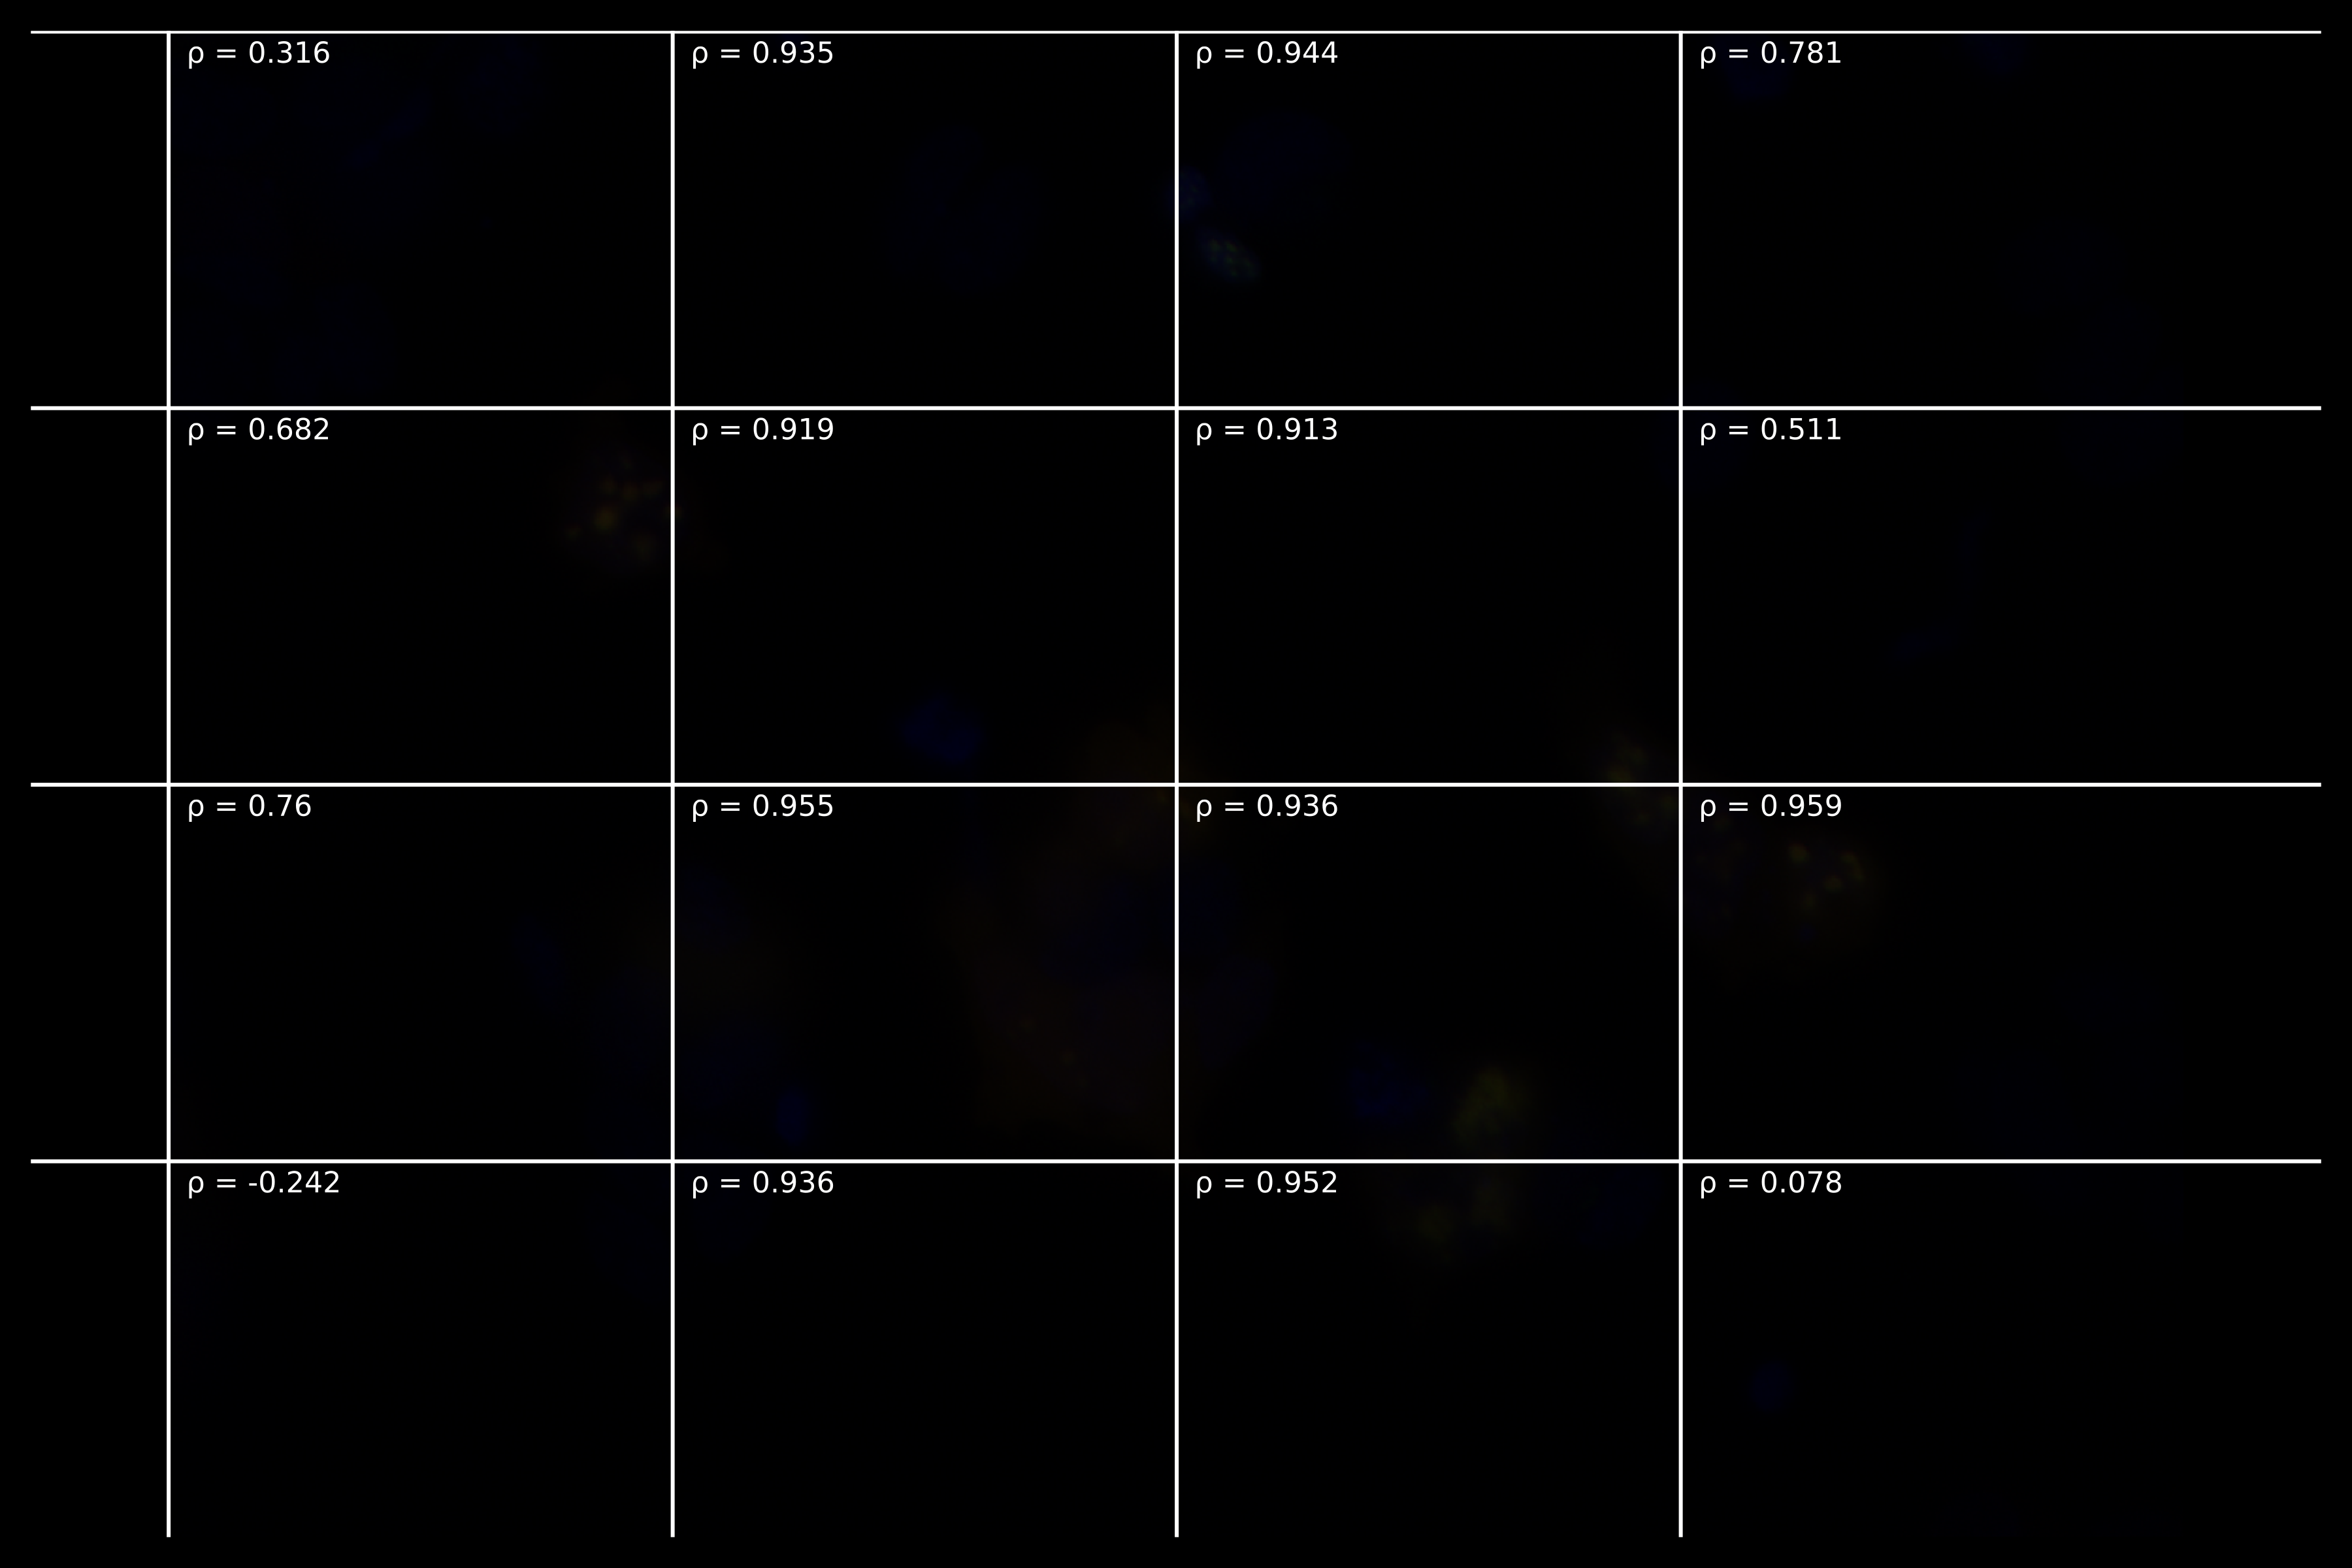 ρ = 0.316
ρ = 0.935
ρ = 0.944
ρ = 0.781
ρ = 0.682
ρ = 0.919
ρ = 0.913
ρ = 0.511
ρ = 0.76
ρ = 0.955
ρ = 0.936
ρ = 0.959
ρ = -0.242
ρ = 0.936
ρ = 0.952
ρ = 0.078